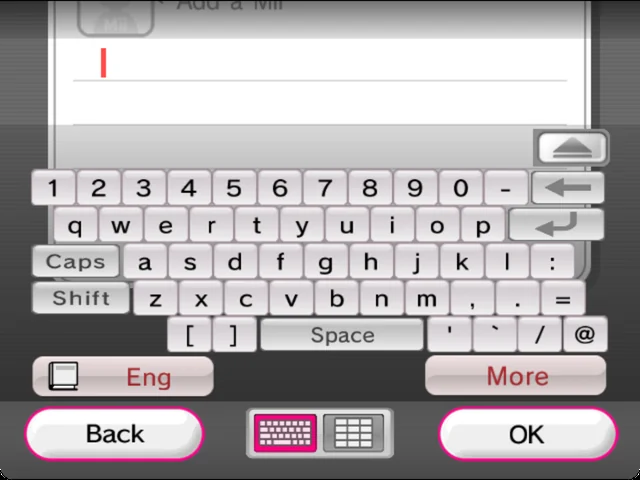 Add a Mii
1 2 3 4 5 6 7 8 9 0 -
q w e r t y u i o p
Caps a s d f g h j k l :
Shift z x c v b n m , . =
[ ] Space ' ` / @
Eng More
Back OK